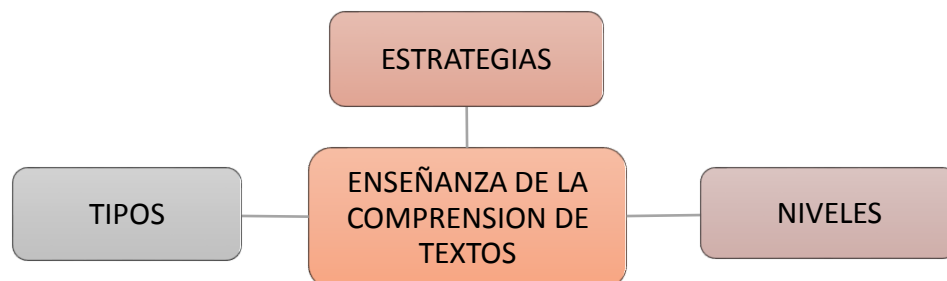 ESTRATEGIAS
TIPOS
ENSEÑANZA DE LA
COMPRENSION DE
TEXTOS
NIVELES